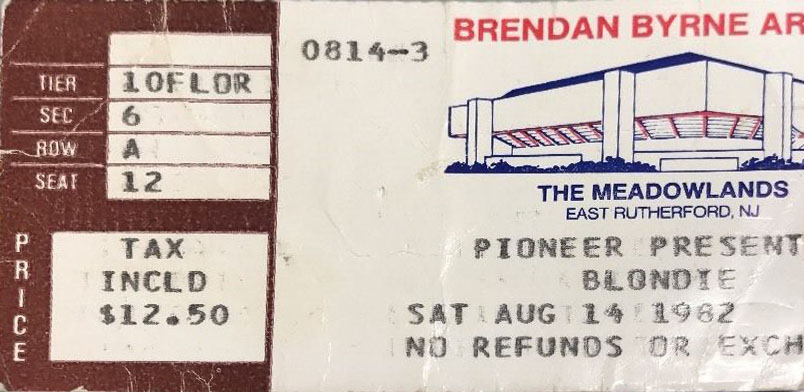 TIER 10FLOR
SEC 6
ROW A
SEAT 12
PRICE
TAX
INCLD
$12.50
0814-3
BRENDAN BYRNE AR
THE MEADOWLANDS
EAST RUTHERFORD, NJ
PIONEER PRESENT
BLONDIE
SAT AUG 14 1982
NO REFUNDS OR EXCH